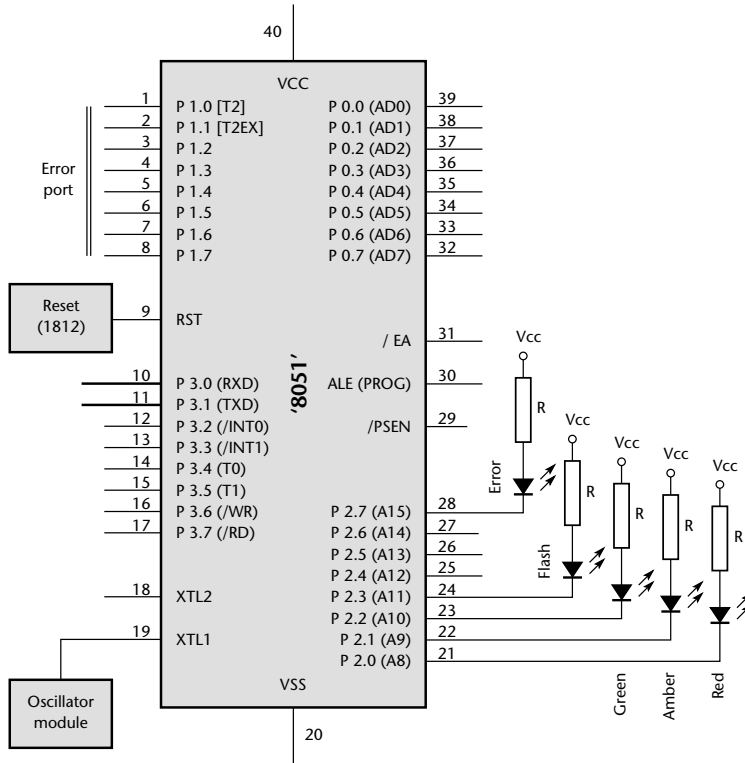 40
VCC
1 P 1.0 [T2] P 0.0 (AD0) 39
2 P 1.1 [T2EX] P 0.1 (AD1) 38
3 P 1.2 P 0.2 (AD2) 37
4 P 1.3 P 0.3 (AD3) 36
5 P 1.4 P 0.4 (AD4) 35
6 P 1.5 P 0.5 (AD5) 34
7 P 1.6 P 0.6 (AD6) 33
8 P 1.7 P 0.7 (AD7) 32
Error
port
Reset
(1812)
9 RST
/ EA 31
'8051'
10 P 3.0 (RXD) ALE (PROG) 30
11 P 3.1 (TXD)
12 P 3.2 (/INT0) /PSEN 29
13 P 3.3 (/INT1)
14 P 3.4 (T0)
15 P 3.5 (T1)
16 P 3.6 (/WR) P 2.7 (A15) 28
17 P 3.7 (/RD) P 2.6 (A14) 27
P 2.5 (A13) 26
P 2.4 (A12) 25
18 XTL2 P 2.3 (A11) 24
P 2.2 (A10) 23
19 XTL1 P 2.1 (A9) 22
P 2.0 (A8) 21
VSS
20
Oscillator
module
Vcc
R
Error
Vcc
R
Flash
Vcc
R
Green
Vcc
R
Amber
Vcc
R
Red